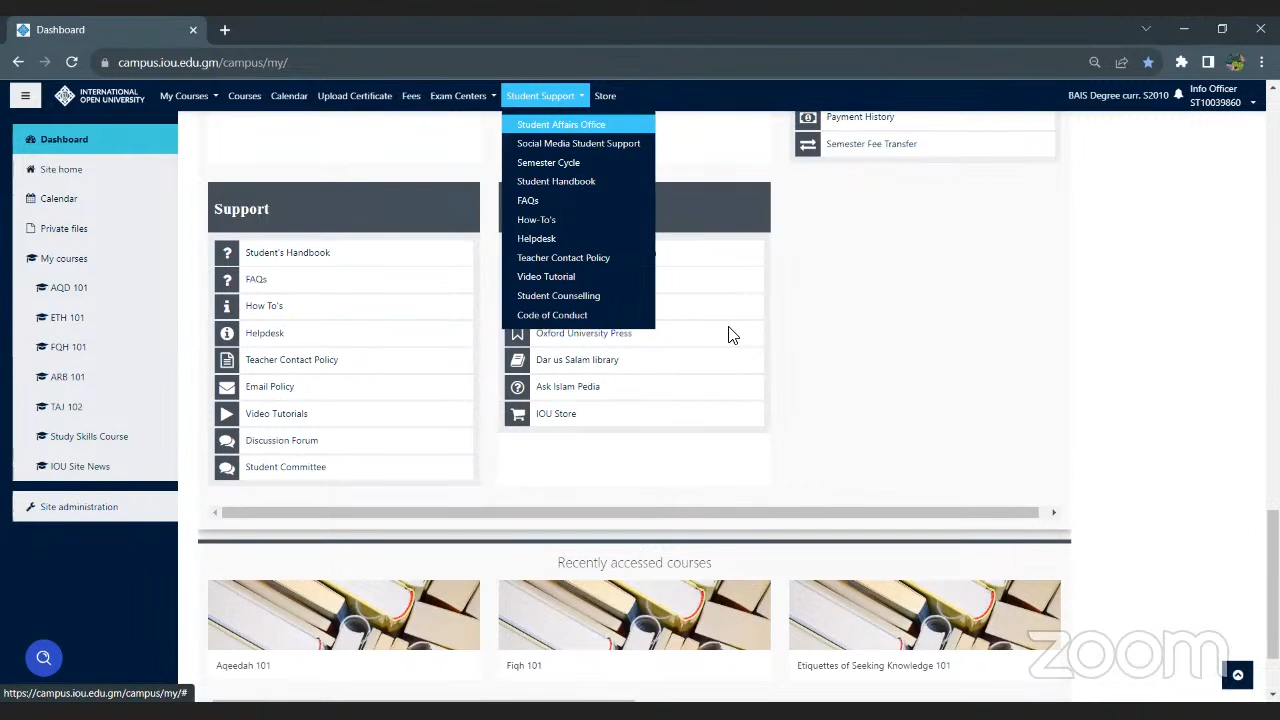 Dashboard
campus.iou.edu.gm/campus/my/
INTERNATIONAL
OPEN UNIVERSITY
My Courses
Courses
Calendar
Upload Certificate
Fees
Exam Centers
Student Support
Store
BAIS Degree curr. S2010
Info Officer
ST10039860
Dashboard
Site home
Calendar
Private files
My courses
AQD 101
ETH 101
FQH 101
ARB 101
TAJ 102
Study Skills Course
IOU Site News
Site administration
Student Affairs Office
Social Media Student Support
Semester Cycle
Student Handbook
FAQs
How-To's
Helpdesk
Teacher Contact Policy
Video Tutorial
Student Counselling
Code of Conduct
Payment History
Semester Fee Transfer
Support
Student's Handbook
FAQs
How To's
Helpdesk
Teacher Contact Policy
Email Policy
Video Tutorials
Discussion Forum
Student Committee
Oxford University Press
Dar us Salam library
Ask Islam Pedia
IOU Store
Recently accessed courses
Aqeedah 101
Fiqh 101
Etiquettes of Seeking Knowledge 101
zoom
https://campus.iou.edu.gm/campus/my/#